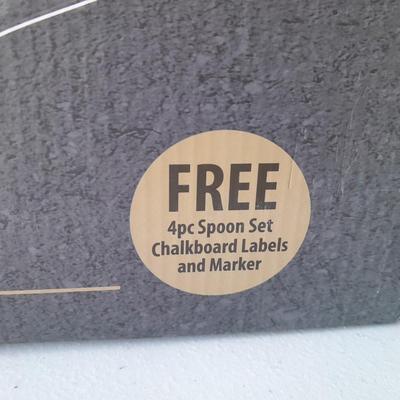 FREE
4pc Spoon Set
Chalkboard Labels
and Marker